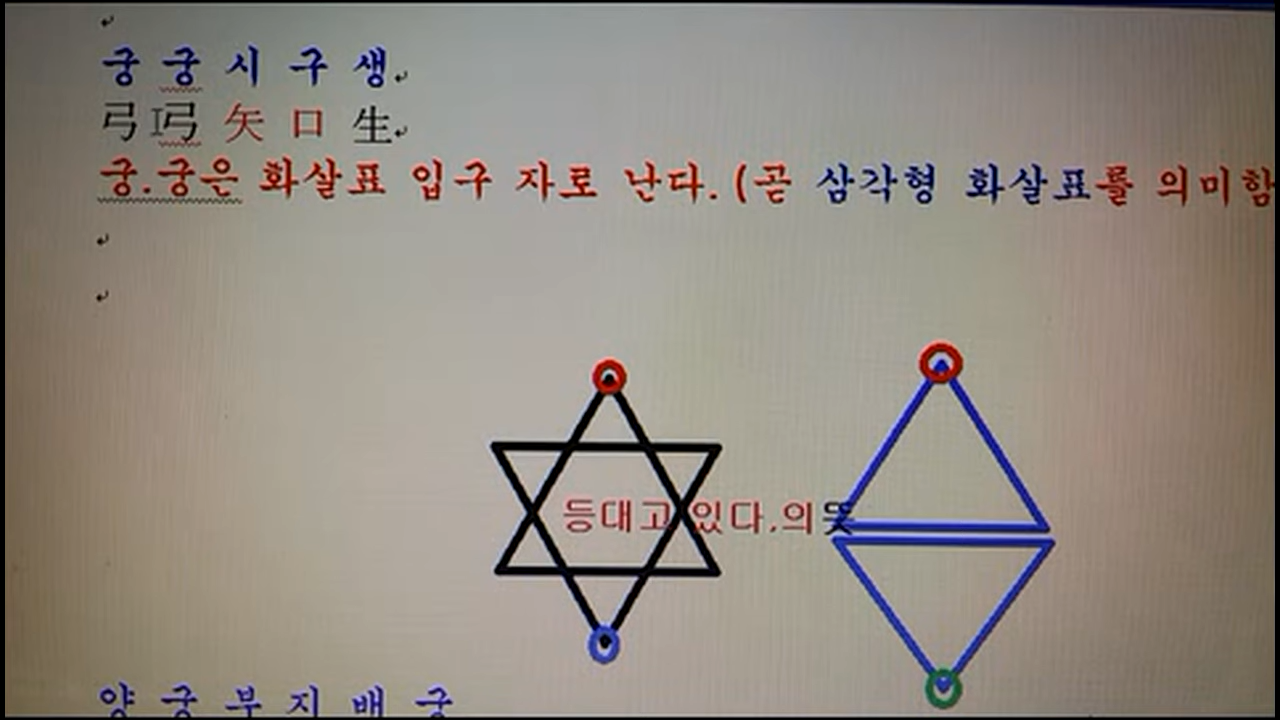 궁 궁 시 구 생
弓 弓 矢 口 生
궁.궁은 화살표 입구 자로 난다. (곧 삼각형 화살표를 의미함
등대고 있다.의뜻
양 궁 부 지 배 궁